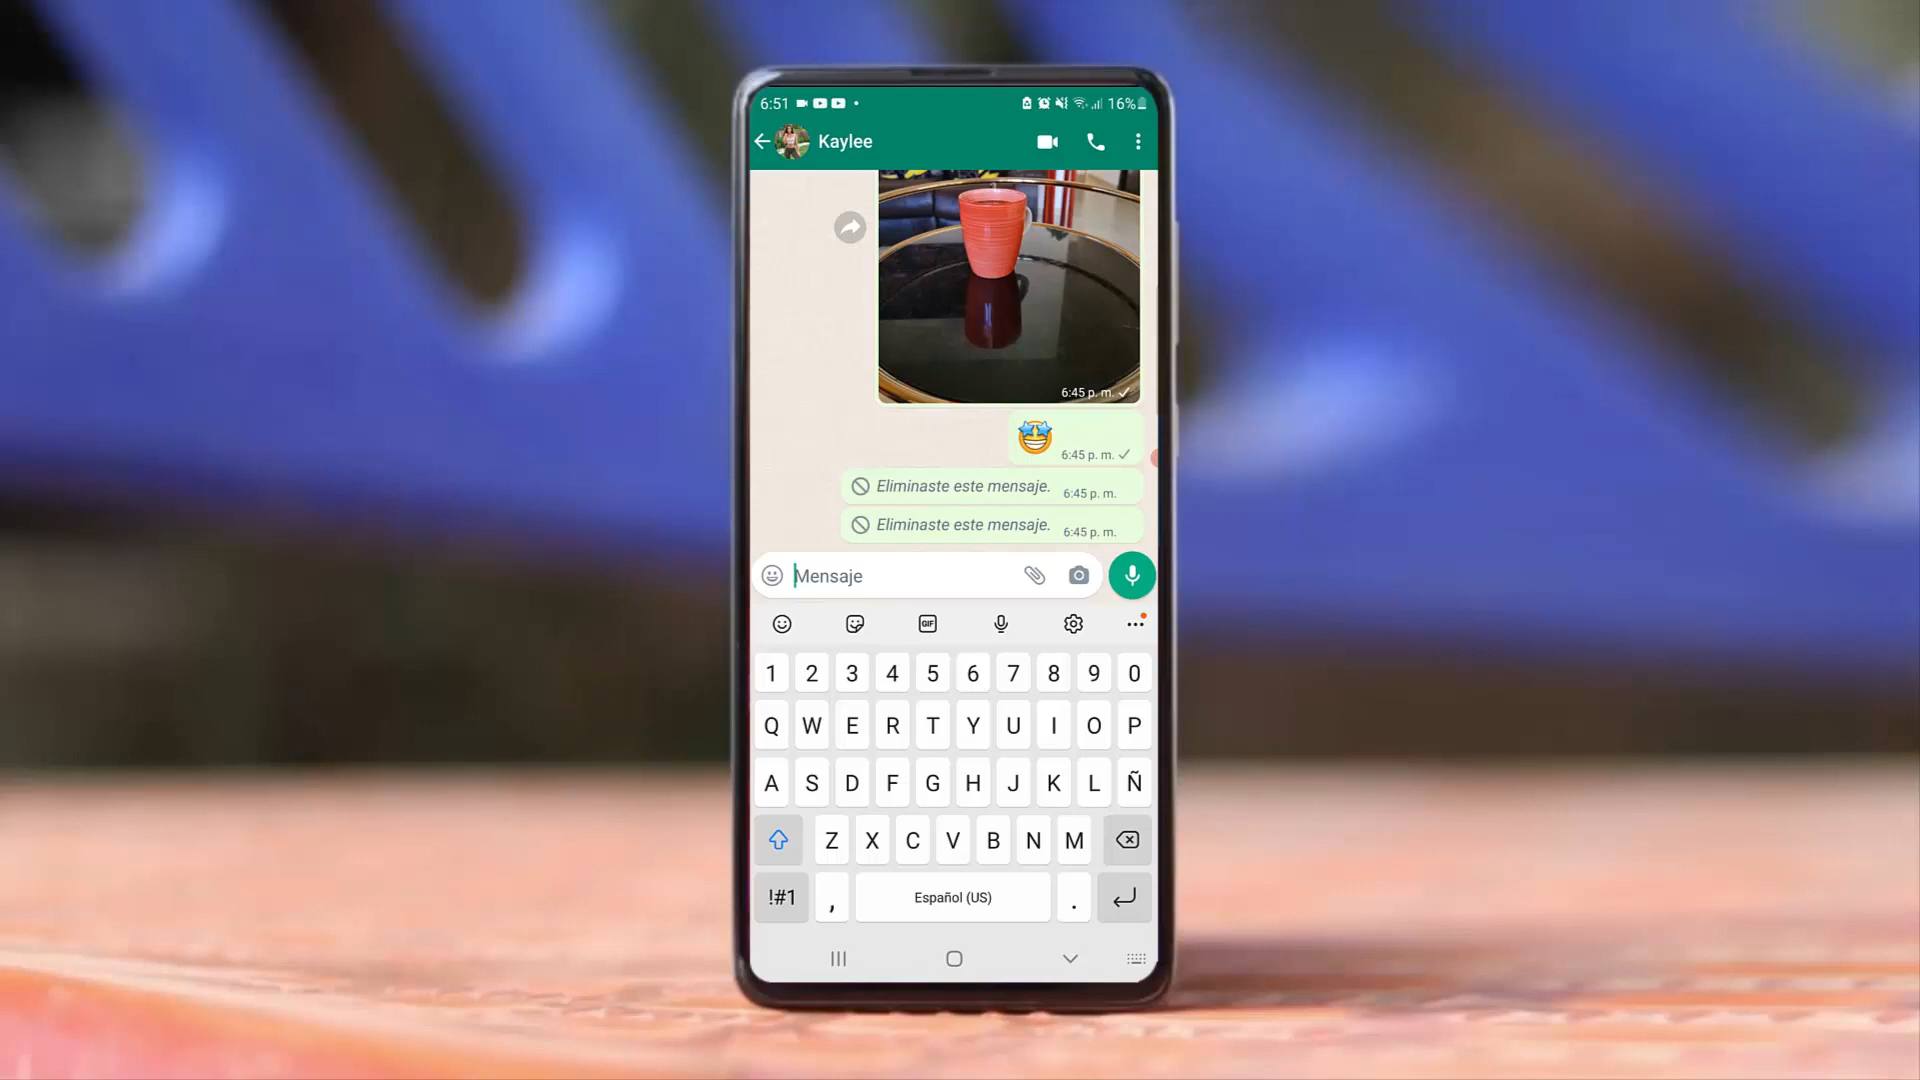 6:51 16%
Kaylee
6:45 p. m.
6:45 p. m.
Eliminaste este mensaje. 6:45 p. m.
Eliminaste este mensaje. 6:45 p. m.
Mensaje
GIF
1 2 3 4 5 6 7 8 9 0
Q W E R T Y U I O P
A S D F G H J K L Ñ
Z X C V B N M
!#1 , Español (US) .